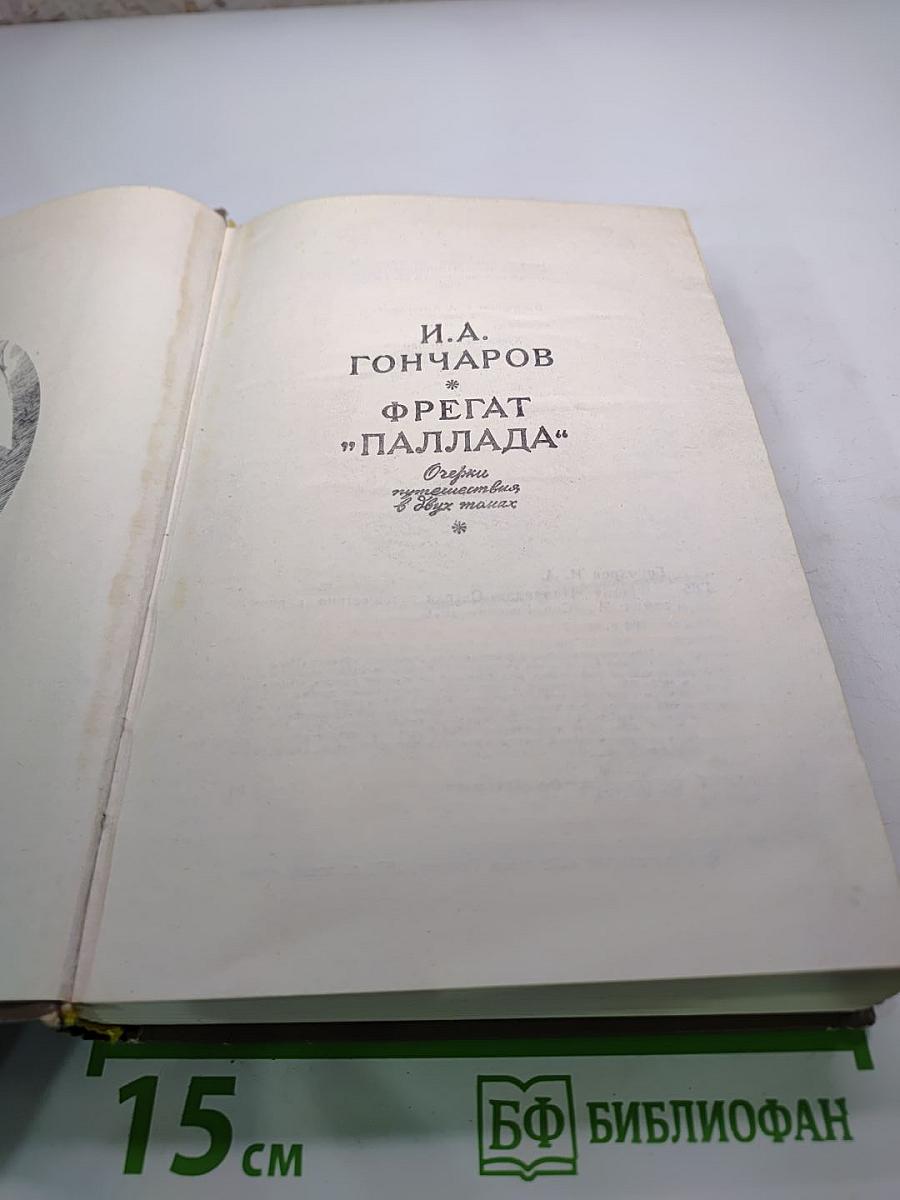 И.А.
ГОНЧАРОВ
*
ФРЕГАТ
„ПАЛЛАДА“
Очерки
путешествия
в двух томах
*
15 см
БФ БИБЛИОФАН